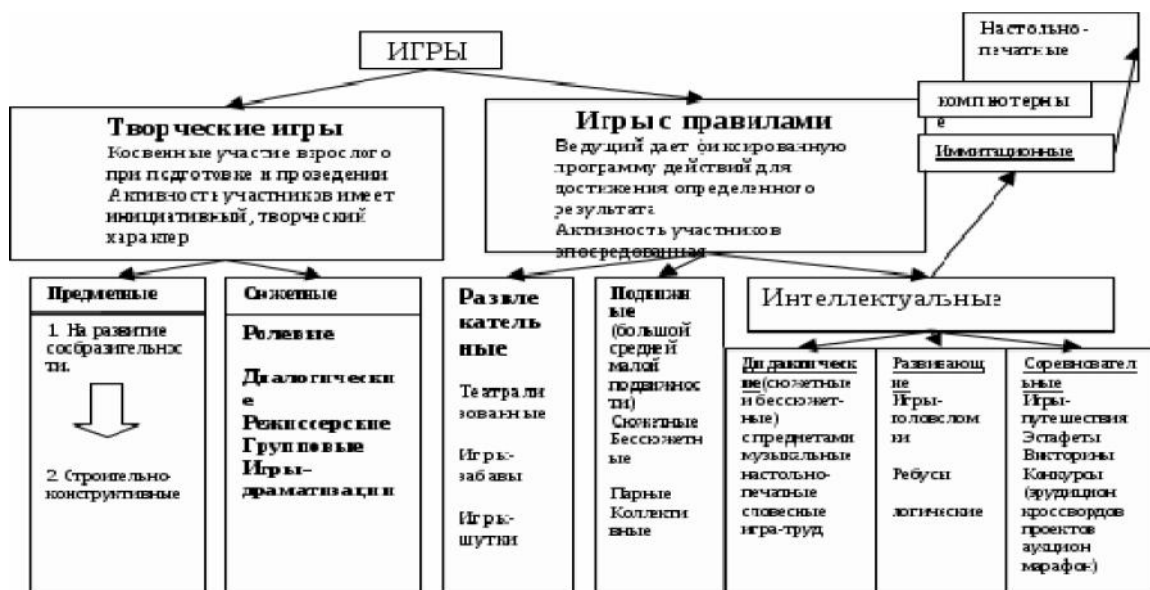 ИГРЫ
Настольно-
печатные
компютерны
е
Иммитационные
Творческие игры
Косвенные участие взрослого
при подготовке и проведении
Активность участников имеет
инициативный, творческий
характер
Игры с правилами
Ведущий дает фиксированную
программу действий для
достижения определенного
результата
Активность участников
опосредованная
Предметные
1. На развитие
сообразительнос
ти.
2. Строительно-
конструктивные
Сюжетные
Ролевые
Диалогически
е
Режиссерские
Групповые
Игры-
драматизации
Развле
кательн
ные
Театрали
зованные
Игры-
забавы
Игры-
шутки
Подвижн
ые
(большой
средней
малой
подвижнос
ти)
Сюжетные
Бессюжетн
ые
Парные
Коллекти
вные
Интеллектуальные
Дидактическ
ие(сюжетные
и бессюжет-
ные)
с предметами
музыкальные
настольно-
печатные
словесные
игра-труд
Развивающ
ие
Игры-
головслом
ки
Ребусы
логические
Соревновател
ьные
Игры-
путешествия
Эстафеты
Викторины
Конкурсы
(эрудицион
кроссвордов
проектов
аукцион
марафон)